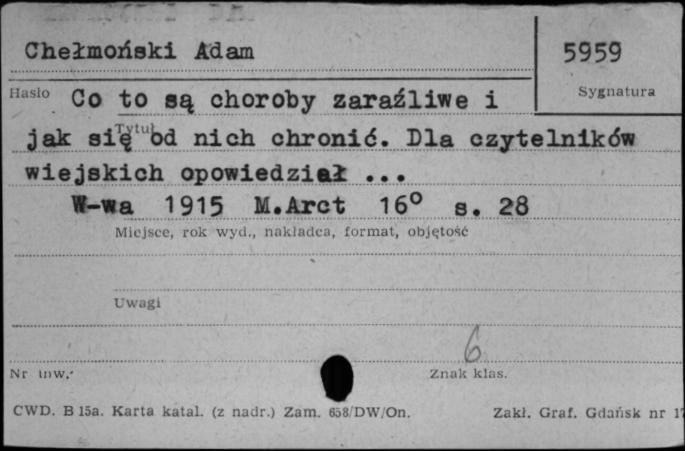 Chełmoński Adam
5959
Hasło
Sygnatura
Co to są choroby zaraźliwe i
Tytuł
jak się od nich chronić. Dla czytelników
wiejskich opowiedział ...
W-wa 1915 M.Arct 16° s. 28
Miejsce, rok wyd., nakładca, format, objętość
Uwagi
6
Nr inw.
Znak klas.
CWD. B 15a. Karta katal. (z nadr.) Zam. 658/DW/On.
Zakł. Graf. Gdańsk nr